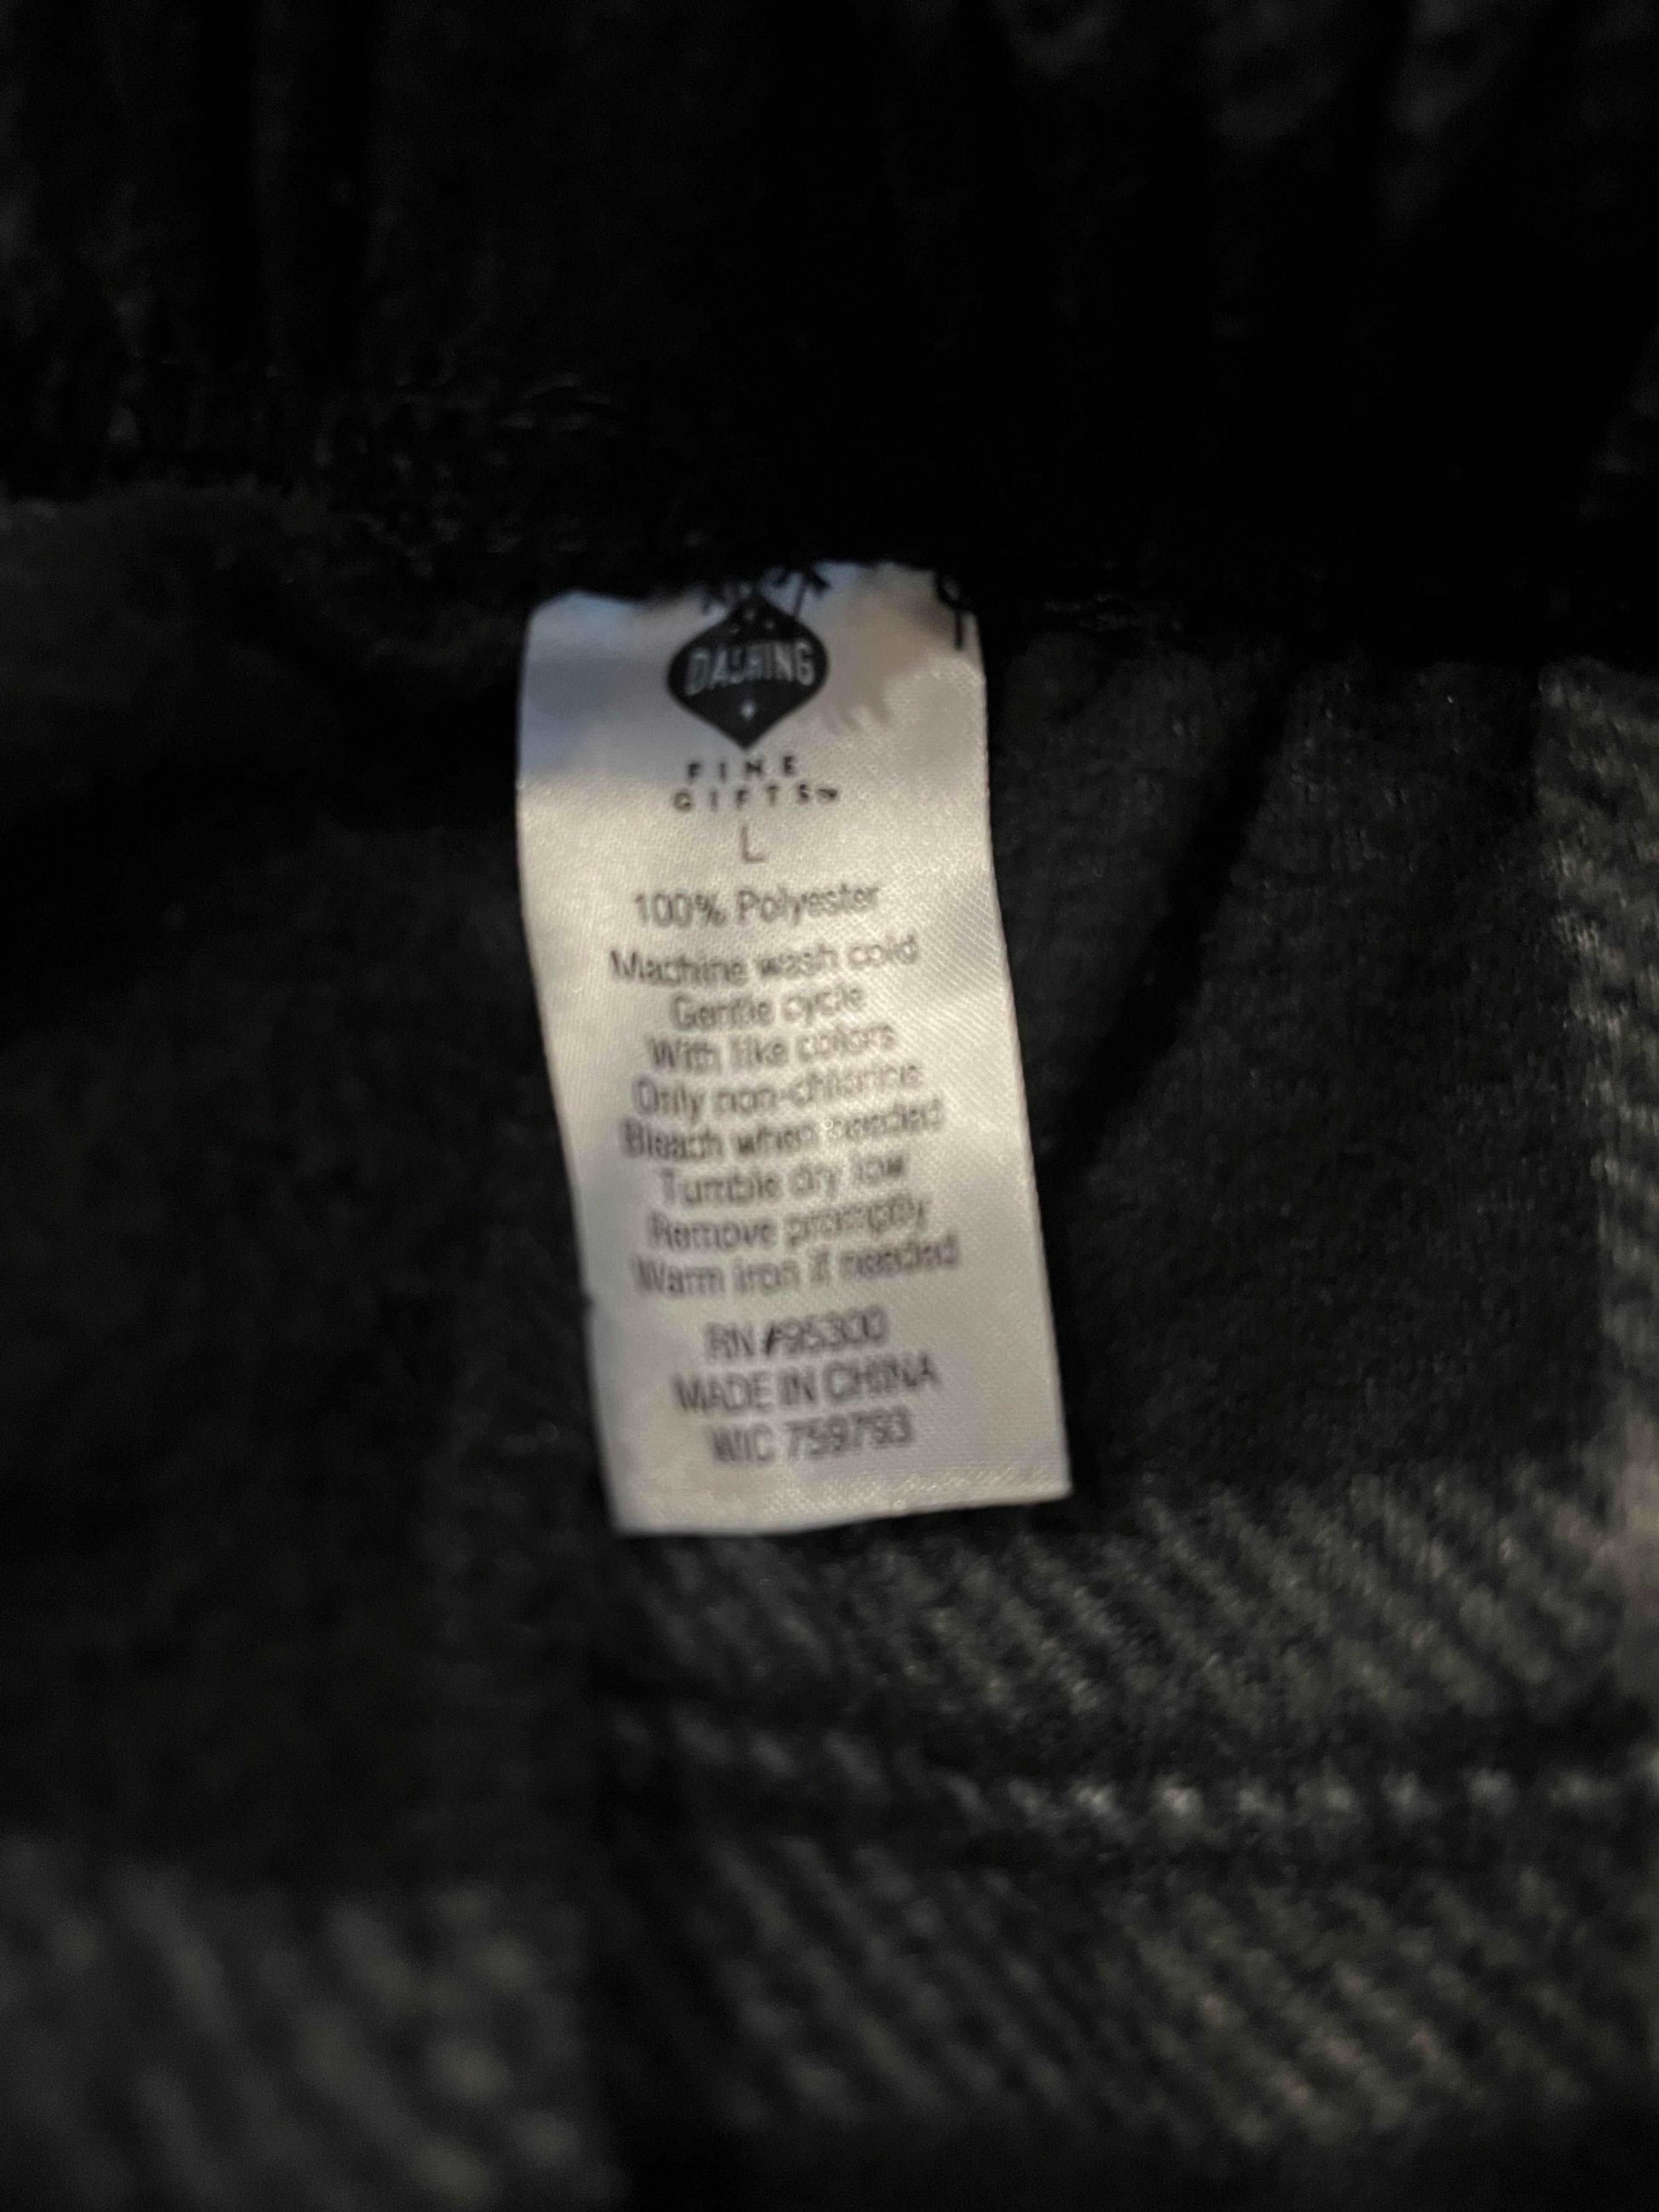 DASHING
FINE
GIFTS™
L
100% Polyester
Machine wash cold
Gentle cycle
With like colors
Only non-chlorine
Bleach when needed
Tumble dry low
Remove promptly
Warm iron if needed
RN #95300
MADE IN CHINA
WIC 759793